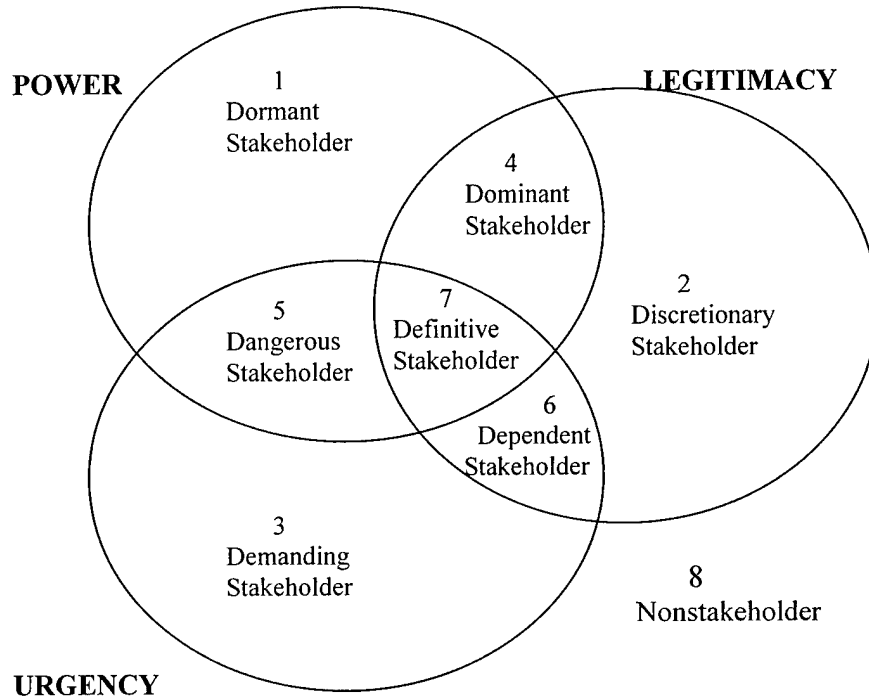 POWER
1
Dormant
Stakeholder
LEGITIMACY
4
Dominant
Stakeholder
2
Discretionary
Stakeholder
5
Dangerous
Stakeholder
7
Definitive
Stakeholder
6
Dependent
Stakeholder
3
Demanding
Stakeholder
8
Nonstakeholder
URGENCY